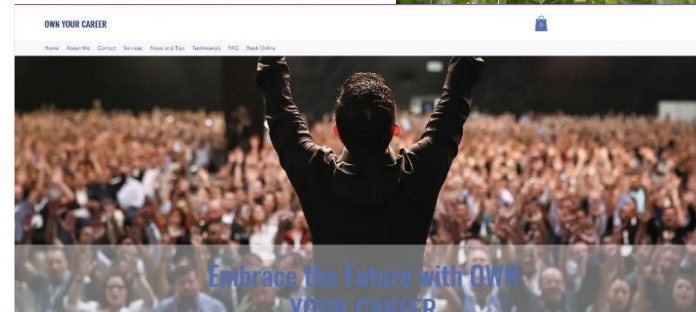 OWN YOUR CAREER
Home About Me Contact Services News and Tips Testimonials FAQ Book Online
Embrace the Future with OWN
YOUR CAREER